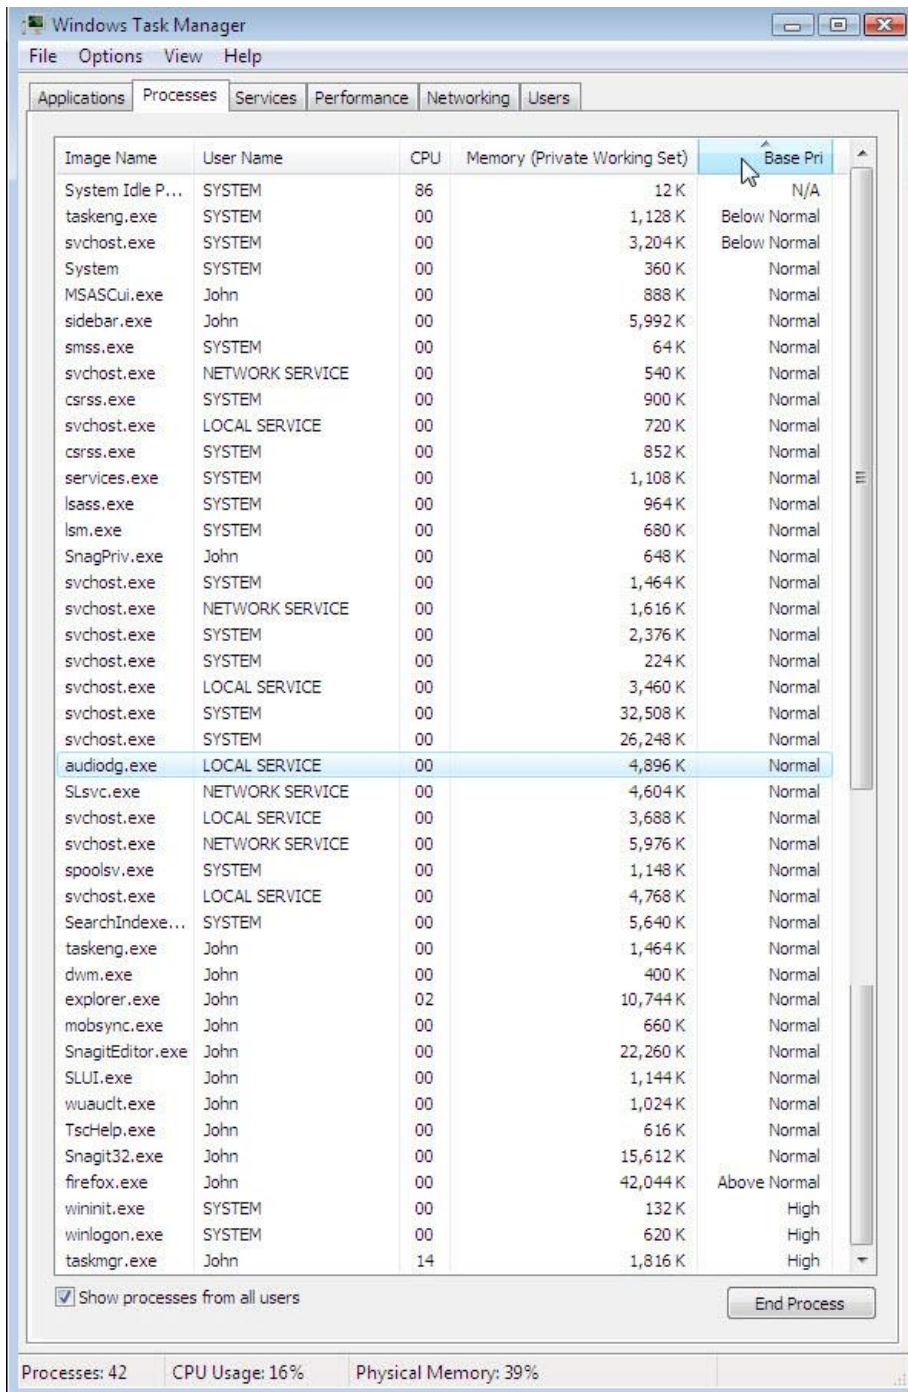 Windows Task Manager
File Options View Help
Applications Processes Services Performance Networking Users
Image Name User Name CPU Memory (Private Working Set) Base Pri
System Idle P... SYSTEM 86 12 K N/A
taskeng.exe SYSTEM 00 1,128 K Below Normal
svchost.exe SYSTEM 00 3,204 K Below Normal
System SYSTEM 00 360 K Normal
MSASCui.exe John 00 888 K Normal
sidebar.exe John 00 5,992 K Normal
smss.exe SYSTEM 00 64 K Normal
svchost.exe NETWORK SERVICE 00 540 K Normal
csrss.exe SYSTEM 00 900 K Normal
svchost.exe LOCAL SERVICE 00 720 K Normal
csrss.exe SYSTEM 00 852 K Normal
services.exe SYSTEM 00 1,108 K Normal
lsass.exe SYSTEM 00 964 K Normal
lsm.exe SYSTEM 00 680 K Normal
SnagPriv.exe John 00 648 K Normal
svchost.exe SYSTEM 00 1,464 K Normal
svchost.exe NETWORK SERVICE 00 1,616 K Normal
svchost.exe SYSTEM 00 2,376 K Normal
svchost.exe SYSTEM 00 224 K Normal
svchost.exe LOCAL SERVICE 00 3,460 K Normal
svchost.exe SYSTEM 00 32,508 K Normal
svchost.exe SYSTEM 00 26,248 K Normal
audiodg.exe LOCAL SERVICE 00 4,896 K Normal
SLsvc.exe NETWORK SERVICE 00 4,604 K Normal
svchost.exe LOCAL SERVICE 00 3,688 K Normal
svchost.exe NETWORK SERVICE 00 5,976 K Normal
spoolsv.exe SYSTEM 00 1,148 K Normal
svchost.exe LOCAL SERVICE 00 4,768 K Normal
SearchIndexe... SYSTEM 00 5,640 K Normal
taskeng.exe John 00 1,464 K Normal
dwm.exe John 00 400 K Normal
explorer.exe John 02 10,744 K Normal
mobsync.exe John 00 660 K Normal
SnagitEditor.exe John 00 22,260 K Normal
SLUI.exe John 00 1,144 K Normal
wuauclt.exe John 00 1,024 K Normal
TscHelp.exe John 00 616 K Normal
Snagit32.exe John 00 15,612 K Normal
firefox.exe John 00 42,044 K Above Normal
wininit.exe SYSTEM 00 132 K High
winlogon.exe SYSTEM 00 620 K High
taskmgr.exe John 14 1,816 K High
Show processes from all users
End Process
Processes: 42 CPU Usage: 16% Physical Memory: 39%